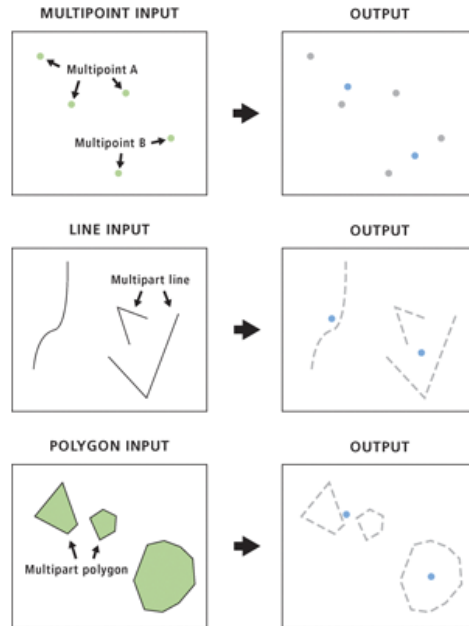 MULTIPOINT INPUT
OUTPUT
Multipoint A
Multipoint B
LINE INPUT
OUTPUT
Multipart line
POLYGON INPUT
OUTPUT
Multipart polygon